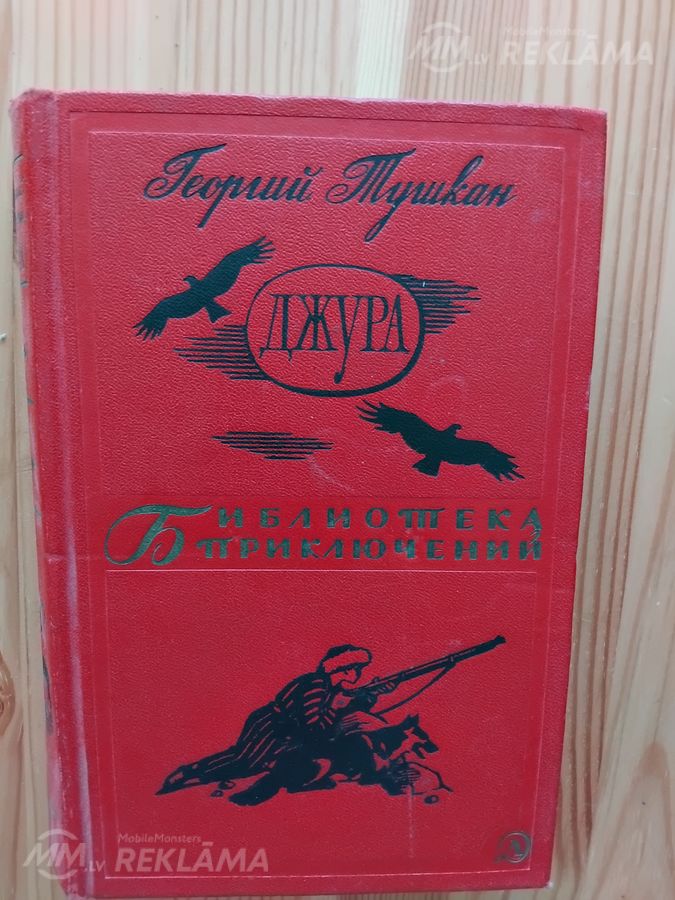 MobileMonsters
MM.LV REKLĀMA
Георгий Тушкан
ДЖУРА
БИБЛИОТЕКА
ПРИКЛЮЧЕНИЙ
MobileMonsters
MM.LV REKLĀMA